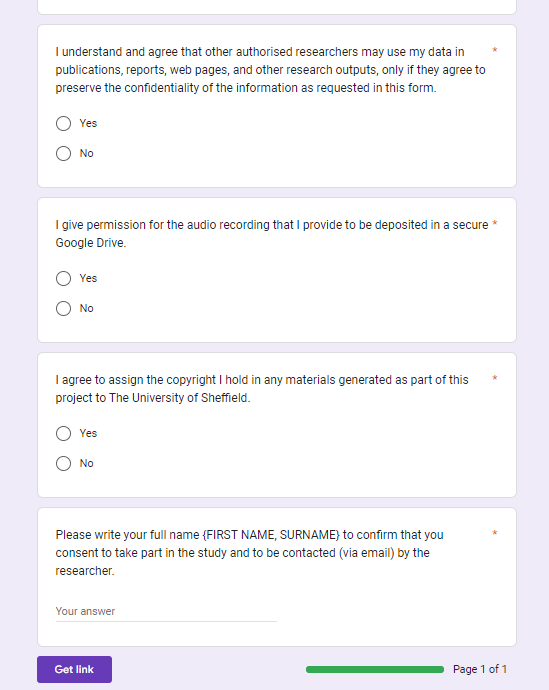 I understand and agree that other authorised researchers may use my data in *
publications, reports, web pages, and other research outputs, only if they agree to
preserve the confidentiality of the information as requested in this form.
Yes
No
I give permission for the audio recording that I provide to be deposited in a secure *
Google Drive.
Yes
No
I agree to assign the copyright I hold in any materials generated as part of this *
project to The University of Sheffield.
Yes
No
Please write your full name {FIRST NAME, SURNAME} to confirm that you *
consent to take part in the study and to be contacted (via email) by the
researcher.
Your answer
Get link Page 1 of 1